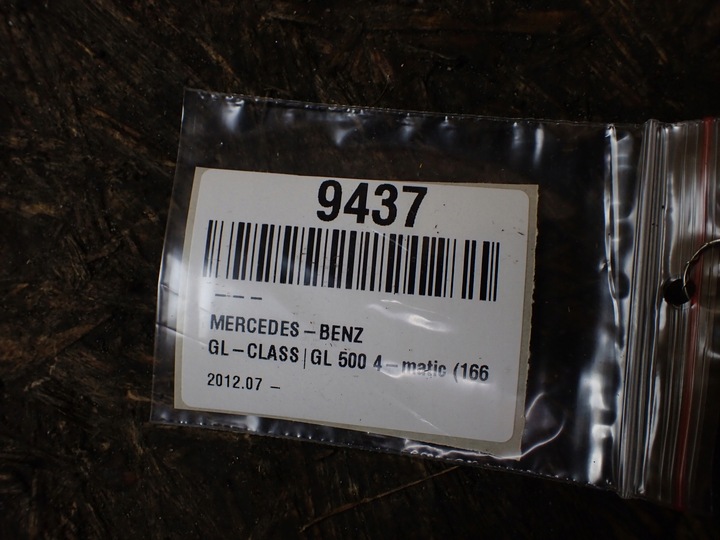 9437
– – –
MERCEDES – BENZ
GL – CLASS | GL 500 4 – matic (166
2012.07 –